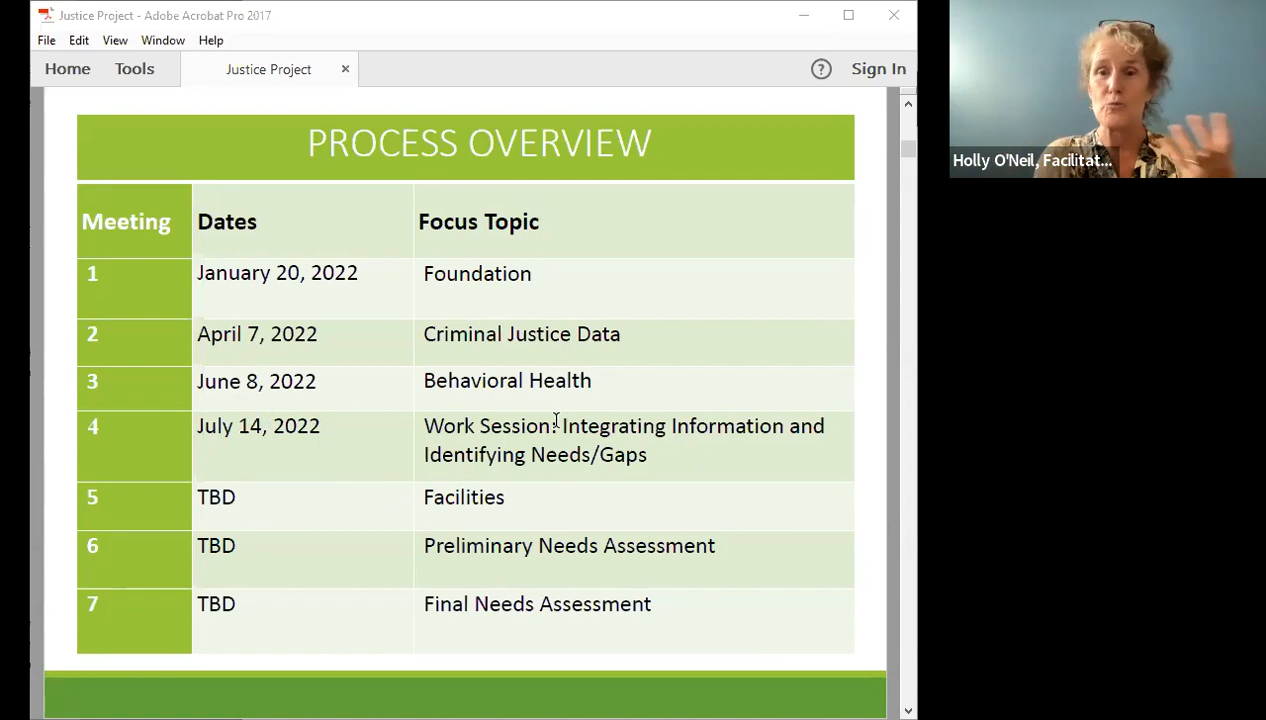 Justice Project - Adobe Acrobat Pro 2017
File Edit View Window Help
Home Tools Justice Project × Sign In
PROCESS OVERVIEW
Meeting Dates Focus Topic
1 January 20, 2022 Foundation
2 April 7, 2022 Criminal Justice Data
3 June 8, 2022 Behavioral Health
4 July 14, 2022 Work Session: Integrating Information and
Identifying Needs/Gaps
5 TBD Facilities
6 TBD Preliminary Needs Assessment
7 TBD Final Needs Assessment
Holly O'Neil, Facilitat...